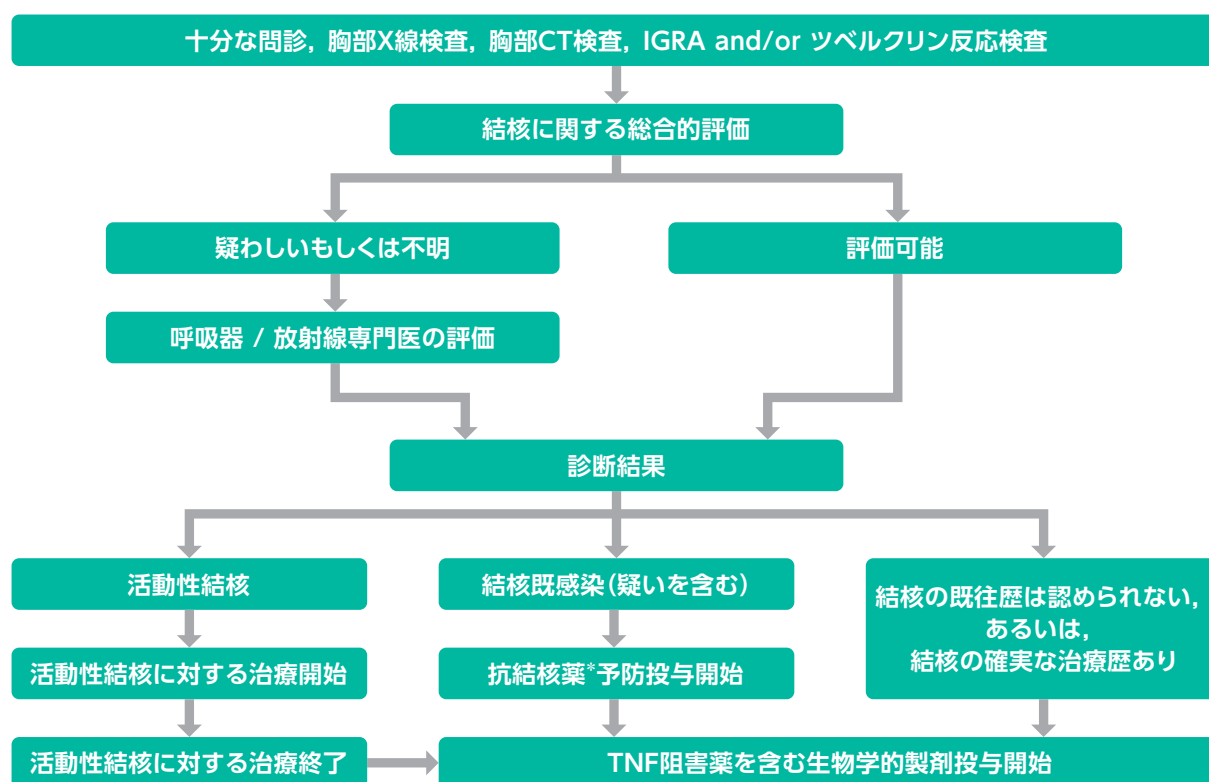 十分な問診, 胸部X線検査, 胸部CT検査, IGRA and/or ツベルクリン反応検査
結核に関する総合的評価
疑わしいもしくは不明
評価可能
呼吸器 / 放射線専門医の評価
診断結果
活動性結核
結核既感染(疑いを含む)
結核の既往歴は認められない,
あるいは,
結核の確実な治療歴あり
活動性結核に対する治療開始
抗結核薬*予防投与開始
活動性結核に対する治療終了
TNF阻害薬を含む生物学的製剤投与開始